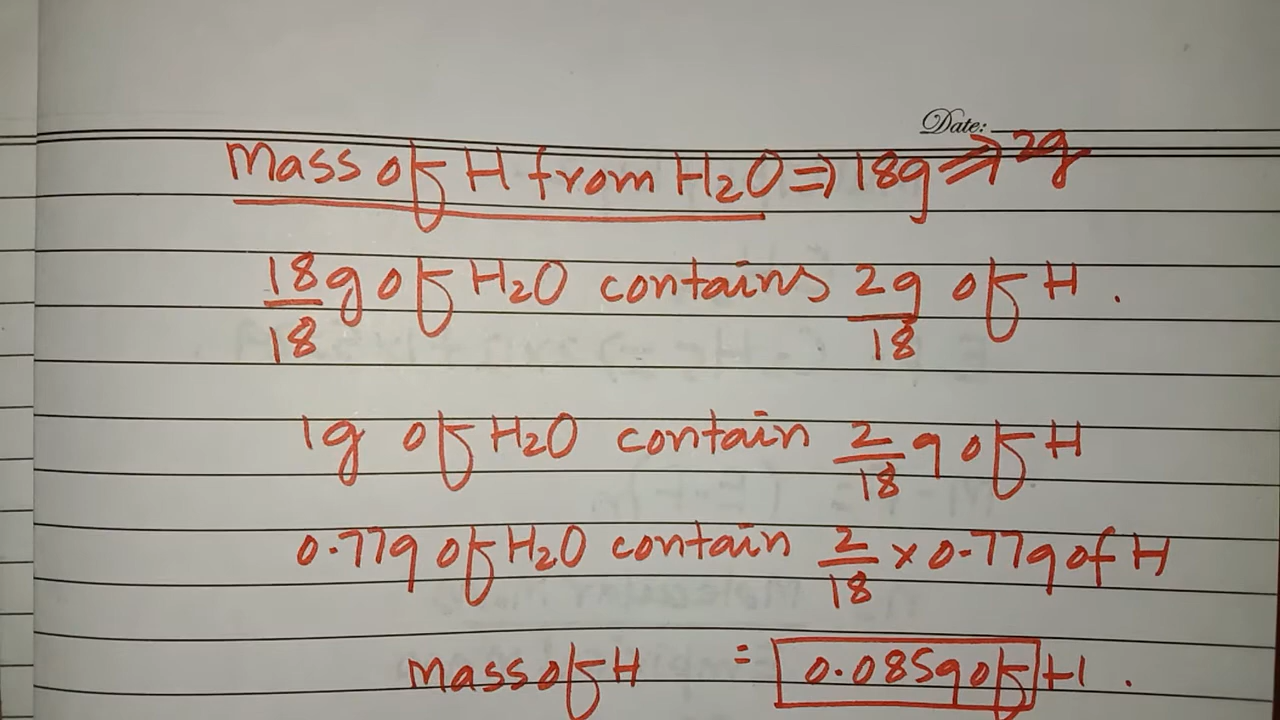 Date:
Mass of H from H₂O ⇒ 18g ⇒ 2g
18/18 g of H₂O contains 2g/18 of H.
1g of H₂O contain 2/18 g of H
0.77g of H₂O contain 2/18 × 0.77g of H
Mass of H = 0.085g of H.